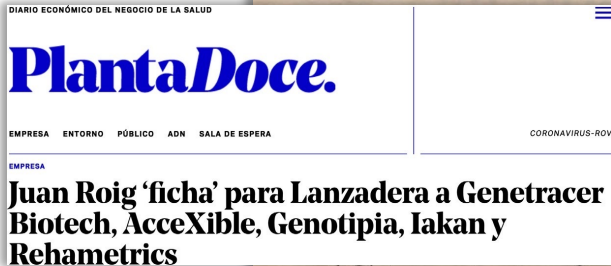 DIARIO ECONÓMICO DEL NEGOCIO DE LA SALUD
PlantaDoce.
EMPRESA ENTORNO PÚBLICO ADN SALA DE ESPERA
CORONAVIRUS-ROV
EMPRESA
Juan Roig ‘ficha’ para Lanzadera a Genetracer
Biotech, AcceXible, Genotipia, Iakan y
Rehametrics